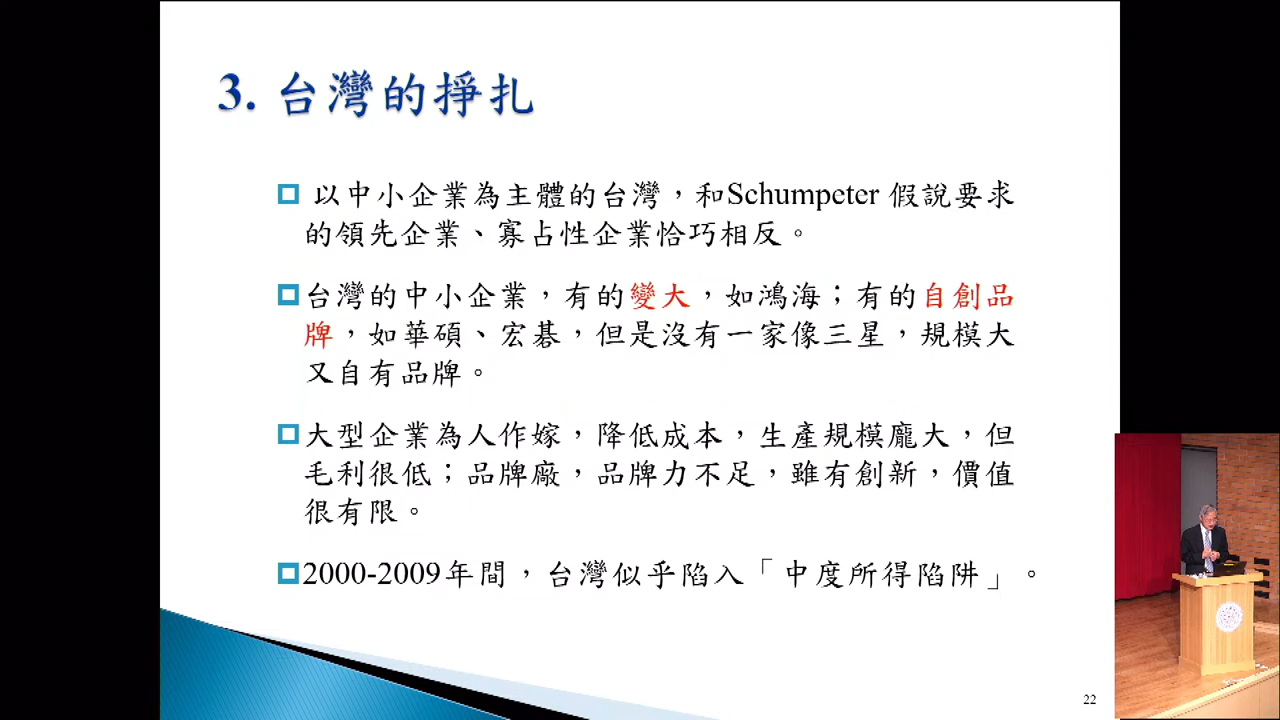 3. 台灣的掙扎
以中小企業為主體的台灣，和Schumpeter 假說要求
的領先企業、寡占性企業恰巧相反。
台灣的中小企業，有的變大，如鴻海；有的自創品
牌，如華碩、宏碁，但是沒有一家像三星，規模大
又自有品牌。
大型企業為人作嫁，降低成本，生產規模龐大，但
毛利很低；品牌廠，品牌力不足，雖有創新，價值
很有限。
2000-2009年間，台灣似乎陷入「中度所得陷阱」。
22